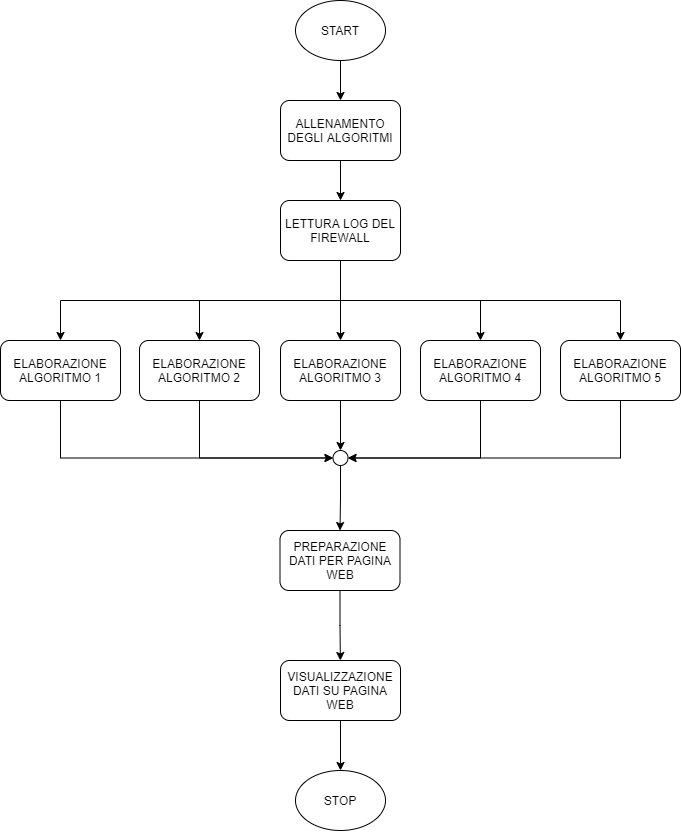 START
ALLENAMENTO
DEGLI ALGORITMI
LETTURA LOG DEL
FIREWALL
ELABORAZIONE
ALGORITMO 1
ELABORAZIONE
ALGORITMO 2
ELABORAZIONE
ALGORITMO 3
ELABORAZIONE
ALGORITMO 4
ELABORAZIONE
ALGORITMO 5
PREPARAZIONE
DATI PER PAGINA
WEB
VISUALIZZAZIONE
DATI SU PAGINA
WEB
STOP